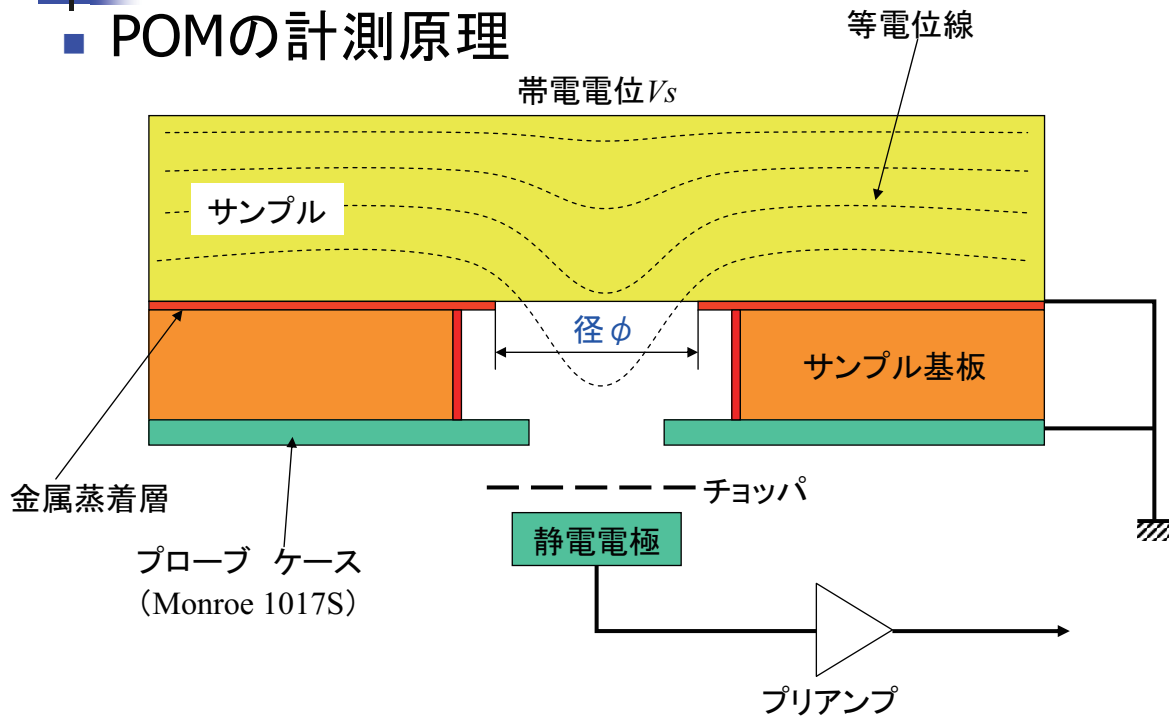 POMの計測原理
等電位線
帯電電位Vs
サンプル
径φ
サンプル基板
金属蒸着層
チョッパ
静電電極
プローブ ケース
(Monroe 1017S)
プリアンプ